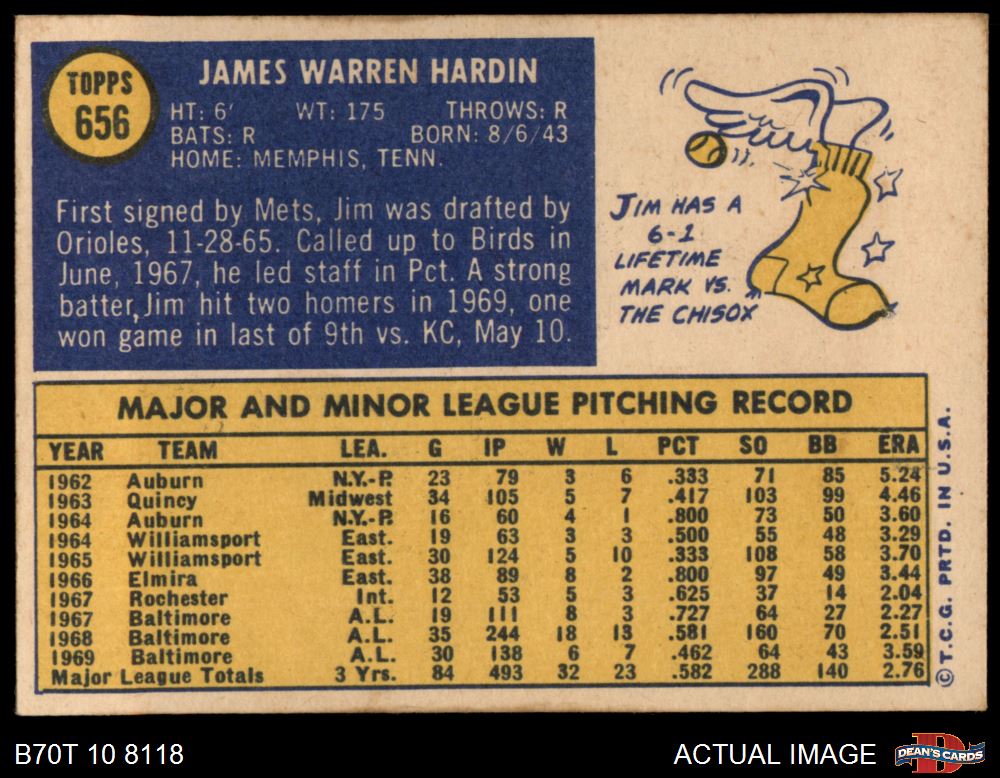 TOPPS
656
JAMES WARREN HARDIN
HT: 6' WT: 175 THROWS: R
BATS: R BORN: 8/6/43
HOME: MEMPHIS, TENN.
First signed by Mets, Jim was drafted by
Orioles, 11-28-65. Called up to Birds in
June, 1967, he led staff in Pct. A strong
batter, Jim hit two homers in 1969, one
won game in last of 9th vs. KC, May 10.
JIM HAS A
6-1
LIFETIME
MARK VS.
THE CHISOX
MAJOR AND MINOR LEAGUE PITCHING RECORD
YEAR TEAM LEA. G IP W L PCT SO BB ERA
1962 Auburn N.Y.-P. 23 79 3 6 .333 71 85 5.24
1963 Quincy Midwest 34 105 5 7 .417 103 99 4.46
1964 Auburn N.Y.-P. 16 60 4 1 .800 73 50 3.60
1964 Williamsport East. 19 63 3 3 .500 55 48 3.29
1965 Williamsport East. 30 124 5 10 .333 108 58 3.70
1966 Elmira East. 38 89 8 2 .800 97 49 3.44
1967 Rochester Int. 12 53 5 3 .625 37 14 2.04
1967 Baltimore A.L. 19 111 8 3 .727 64 27 2.27
1968 Baltimore A.L. 35 244 18 13 .581 160 70 2.51
1969 Baltimore A.L. 30 138 6 7 .462 64 43 3.59
Major League Totals 3 Yrs. 84 493 32 23 .582 288 140 2.76
© T.C.G. PRTD. IN U.S.A.
B70T 10 8118
ACTUAL IMAGE
DEAN'S CARDS